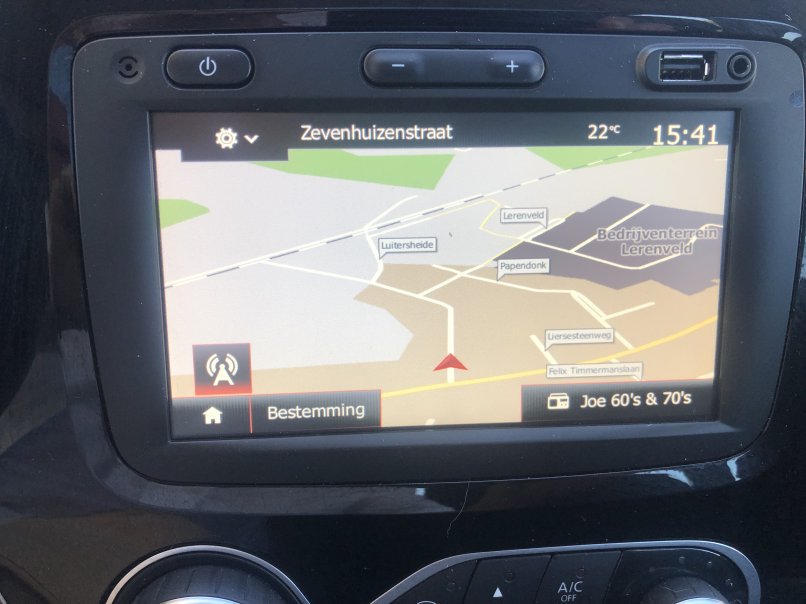 Zevenhuizenstraat 22°C 15:41
Lerenveld
Bedrijventerrein
Lerenveld
Luitersheide
Papendonk
Liersesteenweg
Felix Timmermanslaan
Bestemming
Joe 60's & 70's
A/C
OFF